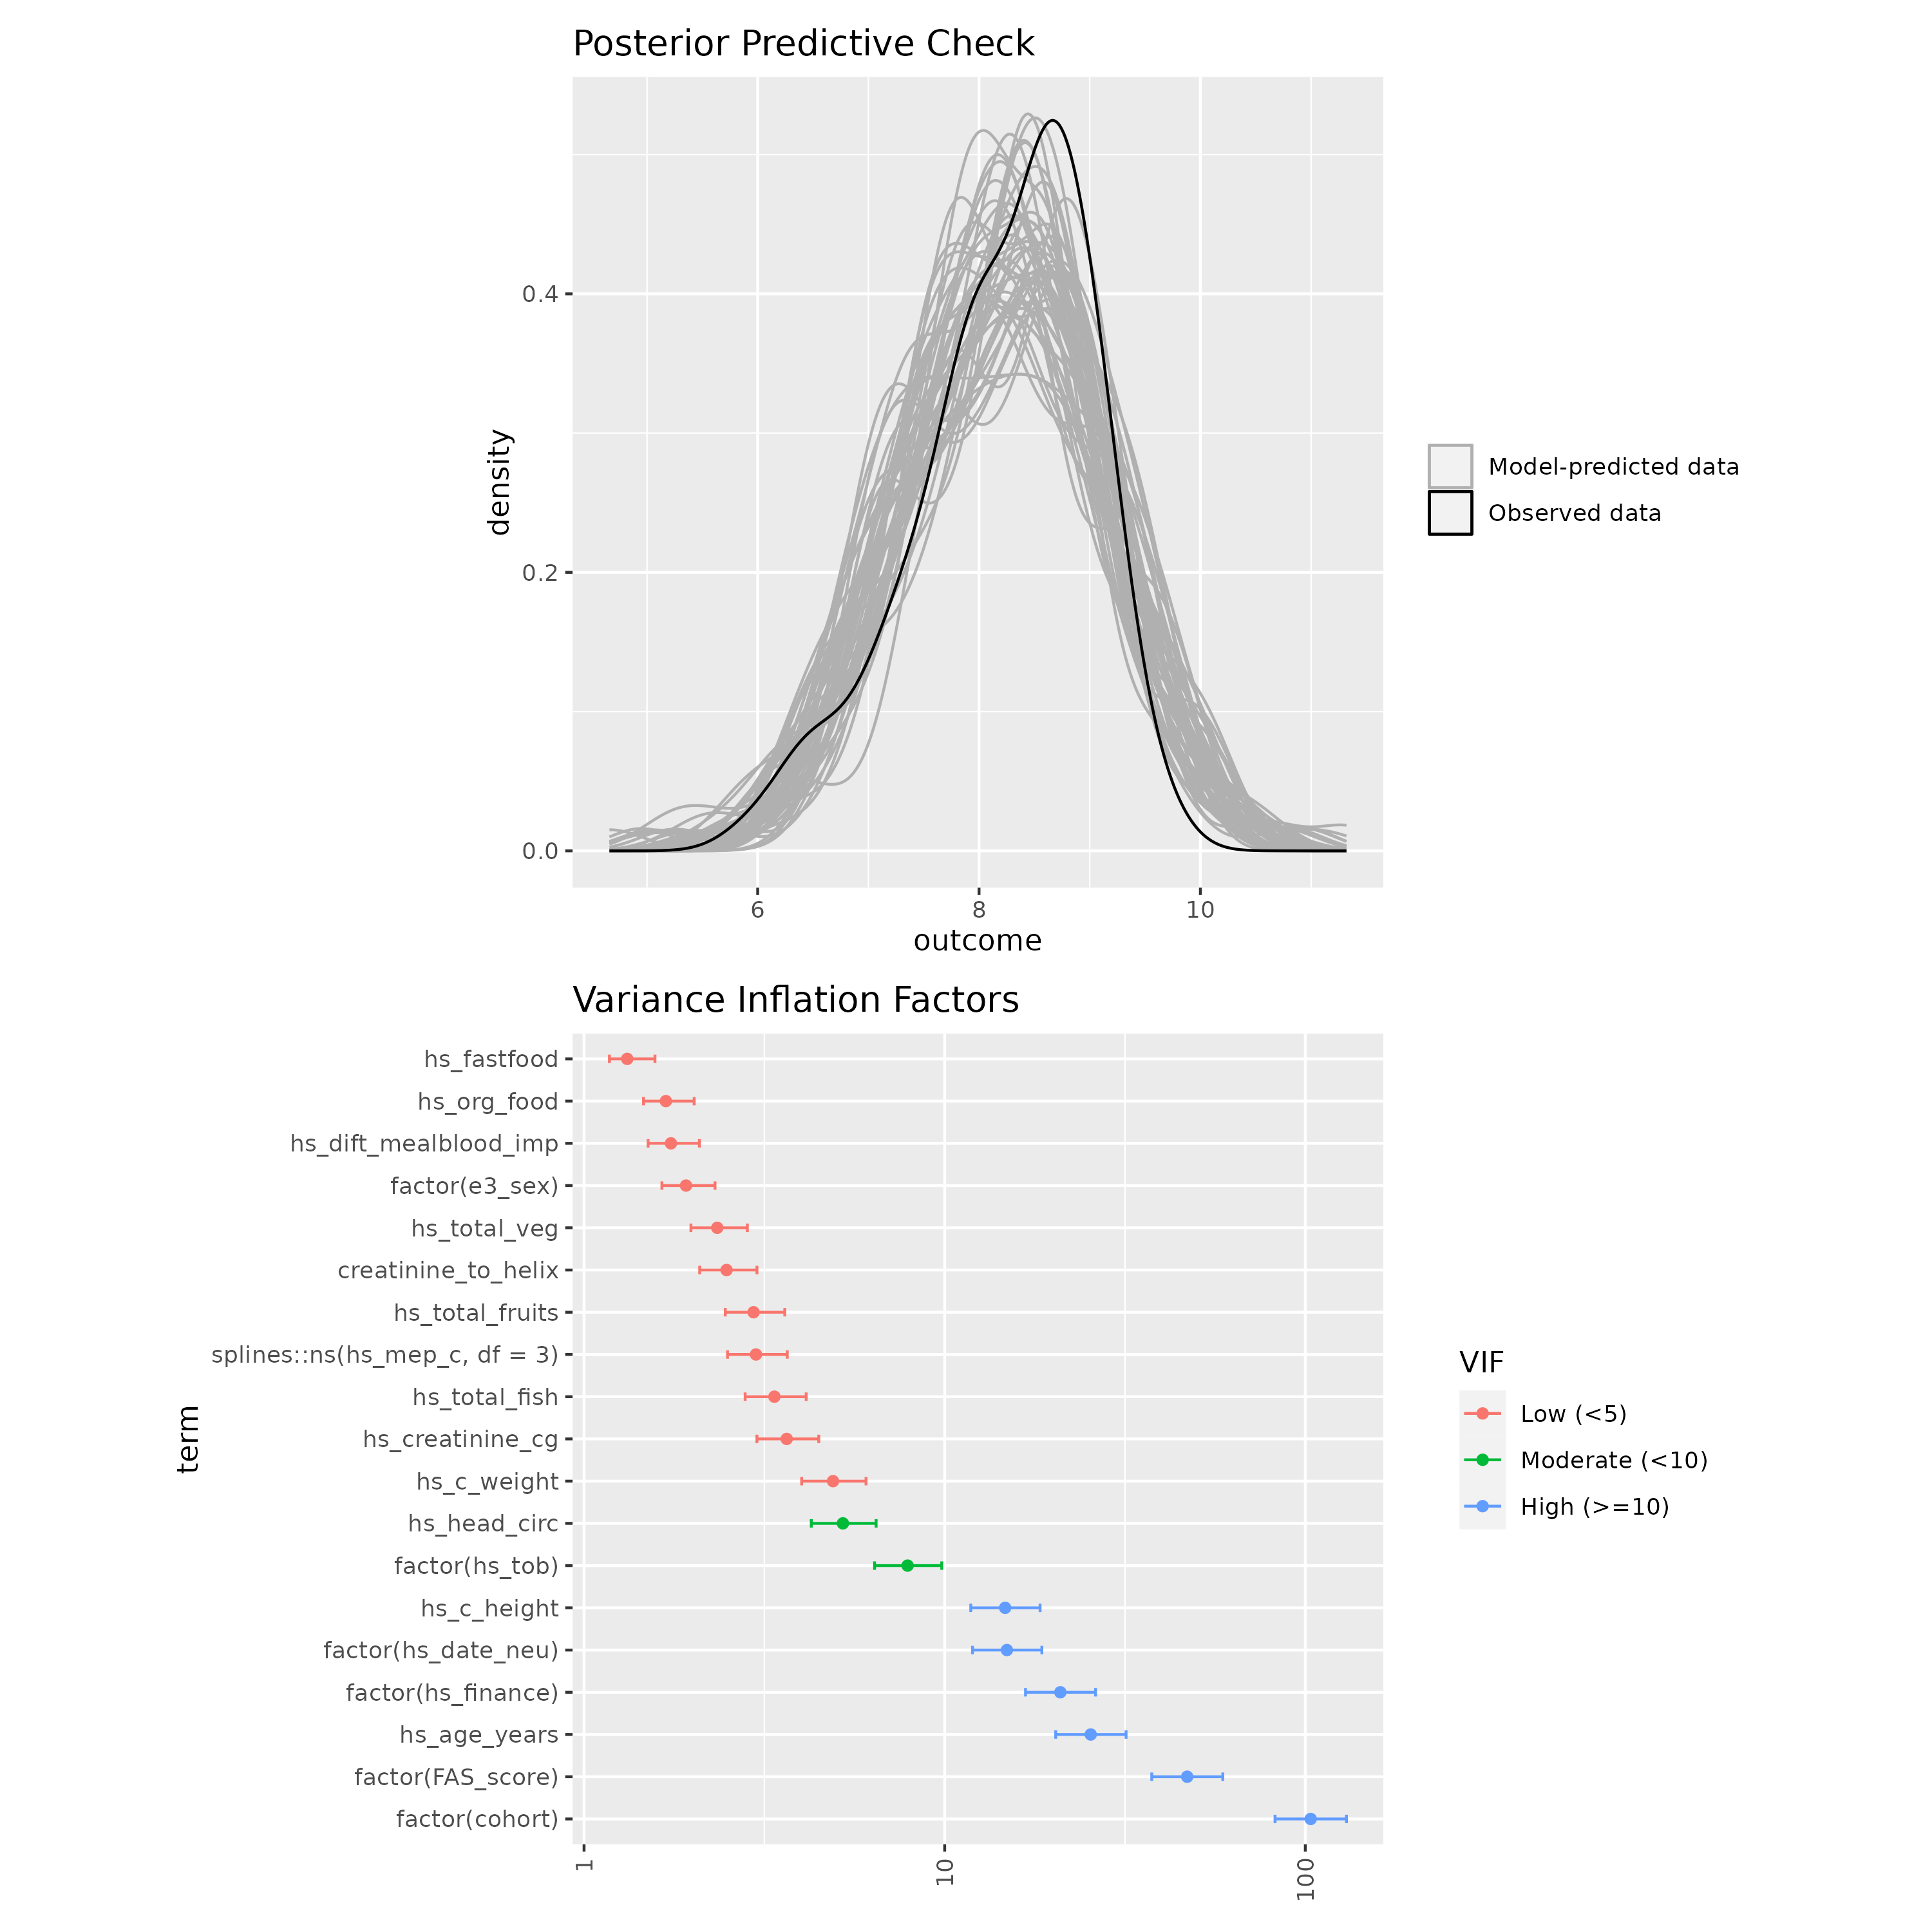 Posterior Predictive Check
density
0.4
0.2
0.0
6
8
10
outcome
Model-predicted data
Observed data
Variance Inflation Factors
term
hs_fastfood
hs_org_food
hs_dift_mealblood_imp
factor(e3_sex)
hs_total_veg
creatinine_to_helix
hs_total_fruits
splines::ns(hs_mep_c, df = 3)
hs_total_fish
hs_creatinine_cg
hs_c_weight
hs_head_circ
factor(hs_tob)
hs_c_height
factor(hs_date_neu)
factor(hs_finance)
hs_age_years
factor(FAS_score)
factor(cohort)
1
10
100
VIF
Low (<5)
Moderate (<10)
High (>=10)